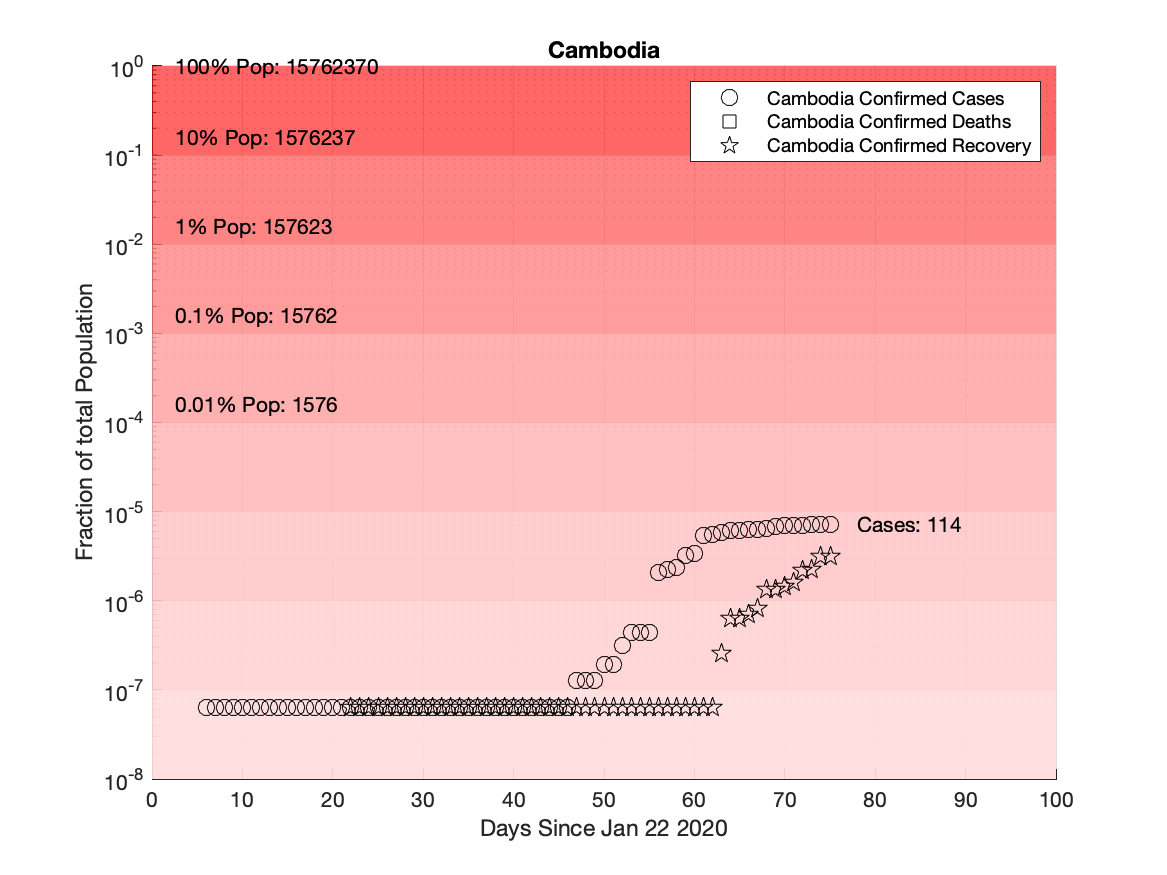 Cambodia
10^0
10^-1
10^-2
10^-3
10^-4
10^-5
10^-6
10^-7
10^-8
Fraction of total Population
100% Pop: 15762370
10% Pop: 1576237
1% Pop: 157623
0.1% Pop: 15762
0.01% Pop: 1576
Cambodia Confirmed Cases
Cambodia Confirmed Deaths
Cambodia Confirmed Recovery
Cases: 114
0 10 20 30 40 50 60 70 80 90 100
Days Since Jan 22 2020